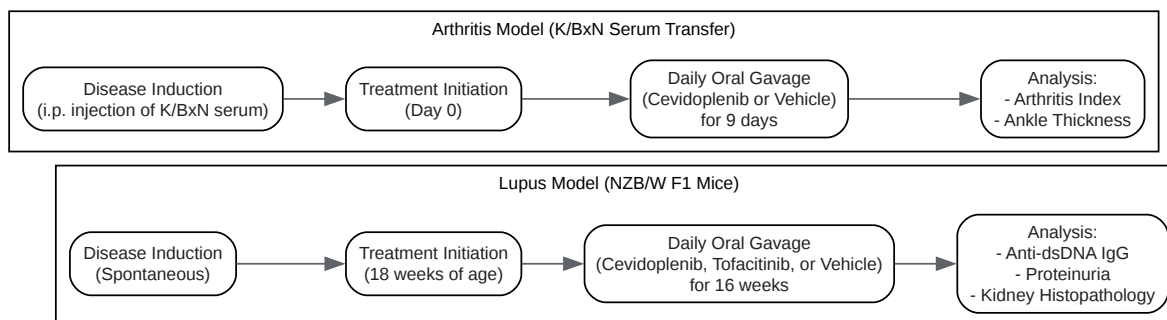 Arthritis Model (K/BxN Serum Transfer)
Disease Induction
(i.p. injection of K/BxN serum)
Treatment Initiation
(Day 0)
Daily Oral Gavage
(Cevidoplenib or Vehicle)
for 9 days
Analysis:
- Arthritis Index
- Ankle Thickness
Lupus Model (NZB/W F1 Mice)
Disease Induction
(Spontaneous)
Treatment Initiation
(18 weeks of age)
Daily Oral Gavage
(Cevidoplenib, Tofacitinib, or Vehicle)
for 16 weeks
Analysis:
- Anti-dsDNA IgG
- Proteinuria
- Kidney Histopathology